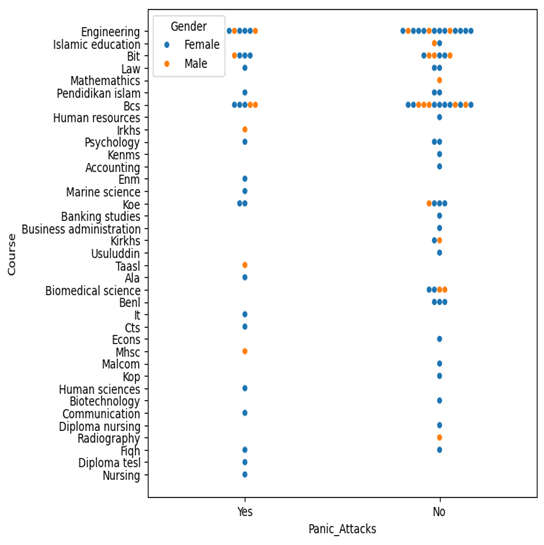 Gender
Female
Male
Engineering
Islamic education
Bit
Law
Mathemathics
Pendidikan islam
Bcs
Human resources
Irkhs
Psychology
Kenms
Accounting
Enm
Marine science
Koe
Banking studies
Business administration
Kirkhs
Usuluddin
Taasl
Ala
Biomedical science
Benl
It
Cts
Econs
Mhsc
Malcom
Kop
Human sciences
Biotechnology
Communication
Diploma nursing
Radiography
Fiqh
Diploma tesl
Nursing
Course
Yes
No
Panic_Attacks